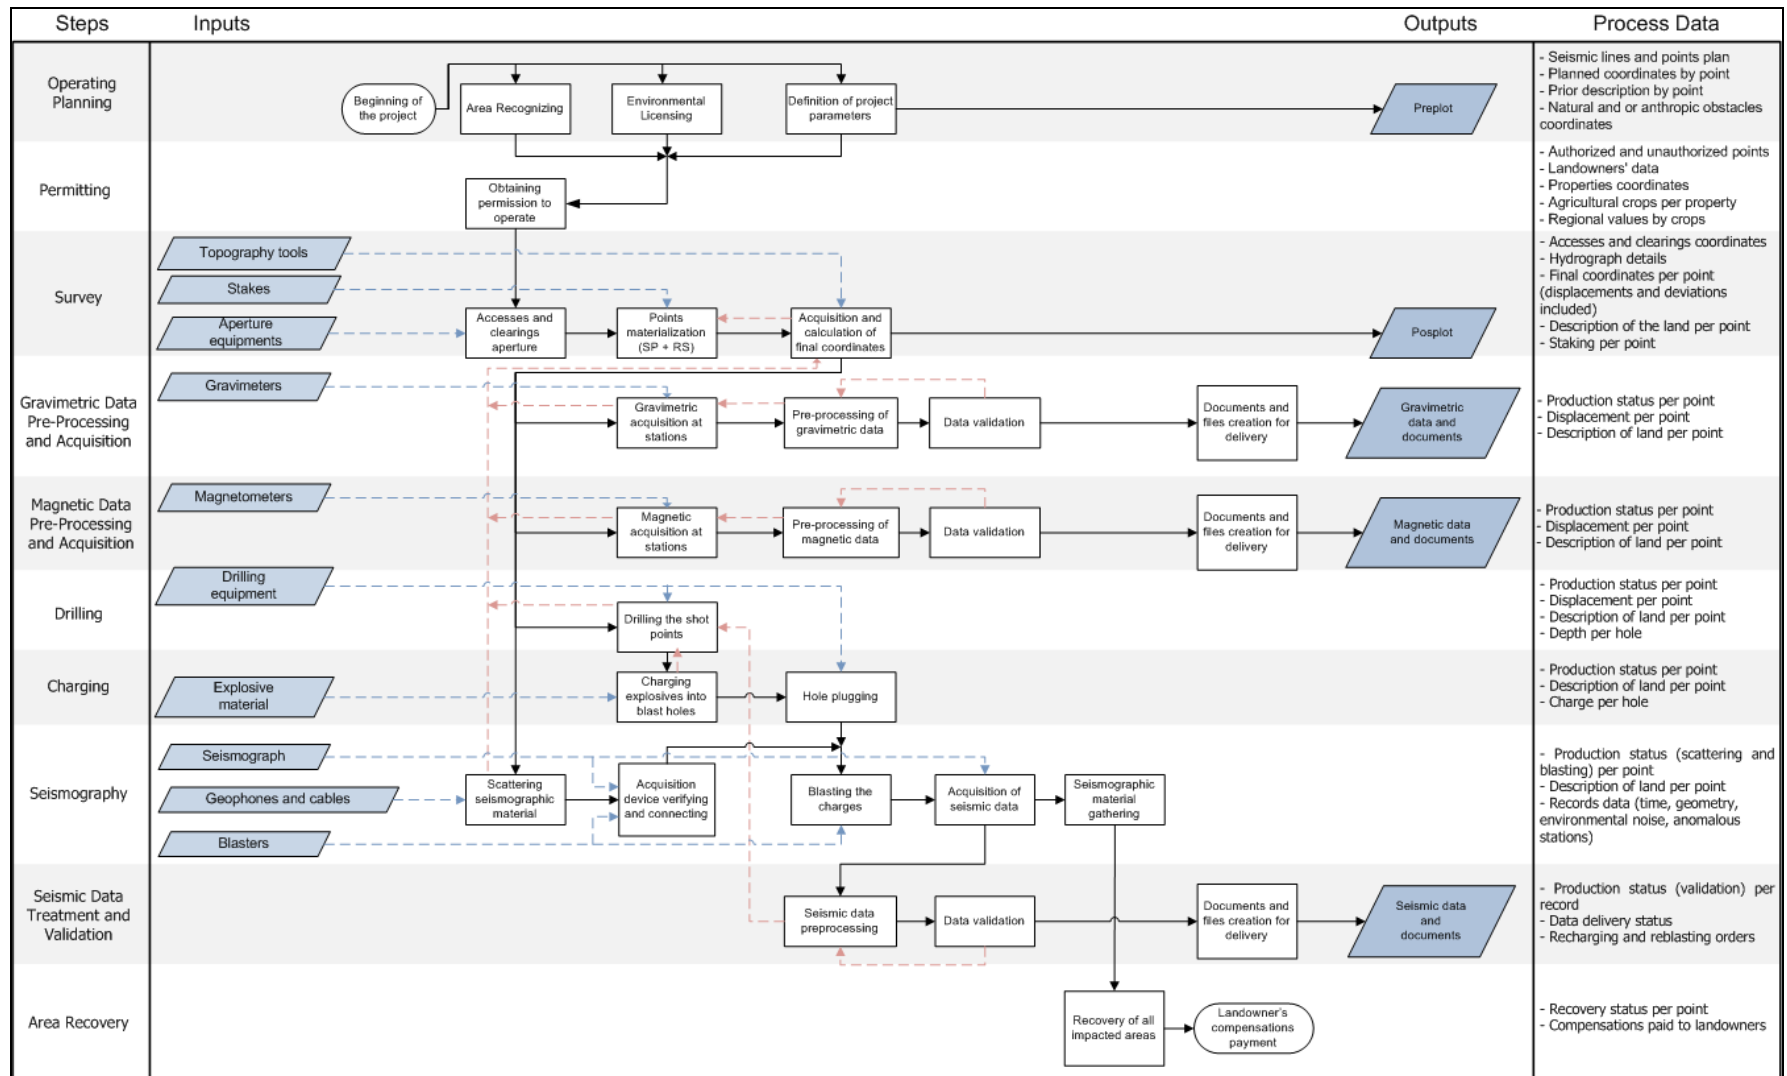 Steps
Inputs
Outputs
Process Data
Operating
Planning
Beginning of
the project
Area Recognizing
Environmental
Licensing
Definition of project
parameters
Preplot
- Seismic lines and points plan
- Planned coordinates by point
- Prior description by point
- Natural and or anthropic obstacles
coordinates
Permitting
Obtaining
permission to
operate
- Authorized and unauthorized points
- Landowners' data
- Properties coordinates
- Agricultural crops per property
- Regional values by crops
Survey
Topography tools
Stakes
Aperture
equipments
Accesses and
clearings
aperture
Points
materialization
(SP + RS)
Acquisition and
calculation of
final coordinates
Posplot
- Accesses and clearings coordinates
- Hydrograph details
- Final coordinates per point
(displacements and deviations
included)
- Description of the land per point
- Staking per point
Gravimetric Data
Pre-Processing
and Acquisition
Gravimeters
Gravimetric
acquisition at
stations
Pre-processing of
gravimetric data
Data validation
Documents and
files creation for
delivery
Gravimetric
data and
documents
- Production status per point
- Displacement per point
- Description of land per point
Magnetic Data
Pre-Processing
and Acquisition
Magnetometers
Magnetic
acquisition at
stations
Pre-processing of
magnetic data
Data validation
Documents and
files creation for
delivery
Magnetic data
and documents
- Production status per point
- Displacement per point
- Description of land per point
Drilling
Drilling
equipment
Drilling the shot
points
- Production status per point
- Displacement per point
- Description of land per point
- Depth per hole
Charging
Explosive
material
Charging
explosives into
blast holes
Hole plugging
- Production status per point
- Description of land per point
- Charge per hole
Seismography
Seismograph
Geophones and cables
Blasters
Scattering
seismographic
material
Acquisition
device verifying
and connecting
Blasting the
charges
Acquisition of
seismic data
Seismographic
material
gathering
- Production status (scattering and
blasting) per point
- Description of land per point
- Records data (time, geometry,
environmental noise, anomalous
stations)
Seismic Data
Treatment and
Validation
Seismic data
preprocessing
Data validation
Documents and
files creation for
delivery
Seismic data
and
documents
- Production status (validation) per
record
- Data delivery status
- Recharging and reblasting orders
Area Recovery
Recovery of all
impacted areas
Landowner's
compensations
payment
- Recovery status per point
- Compensations paid to landowners